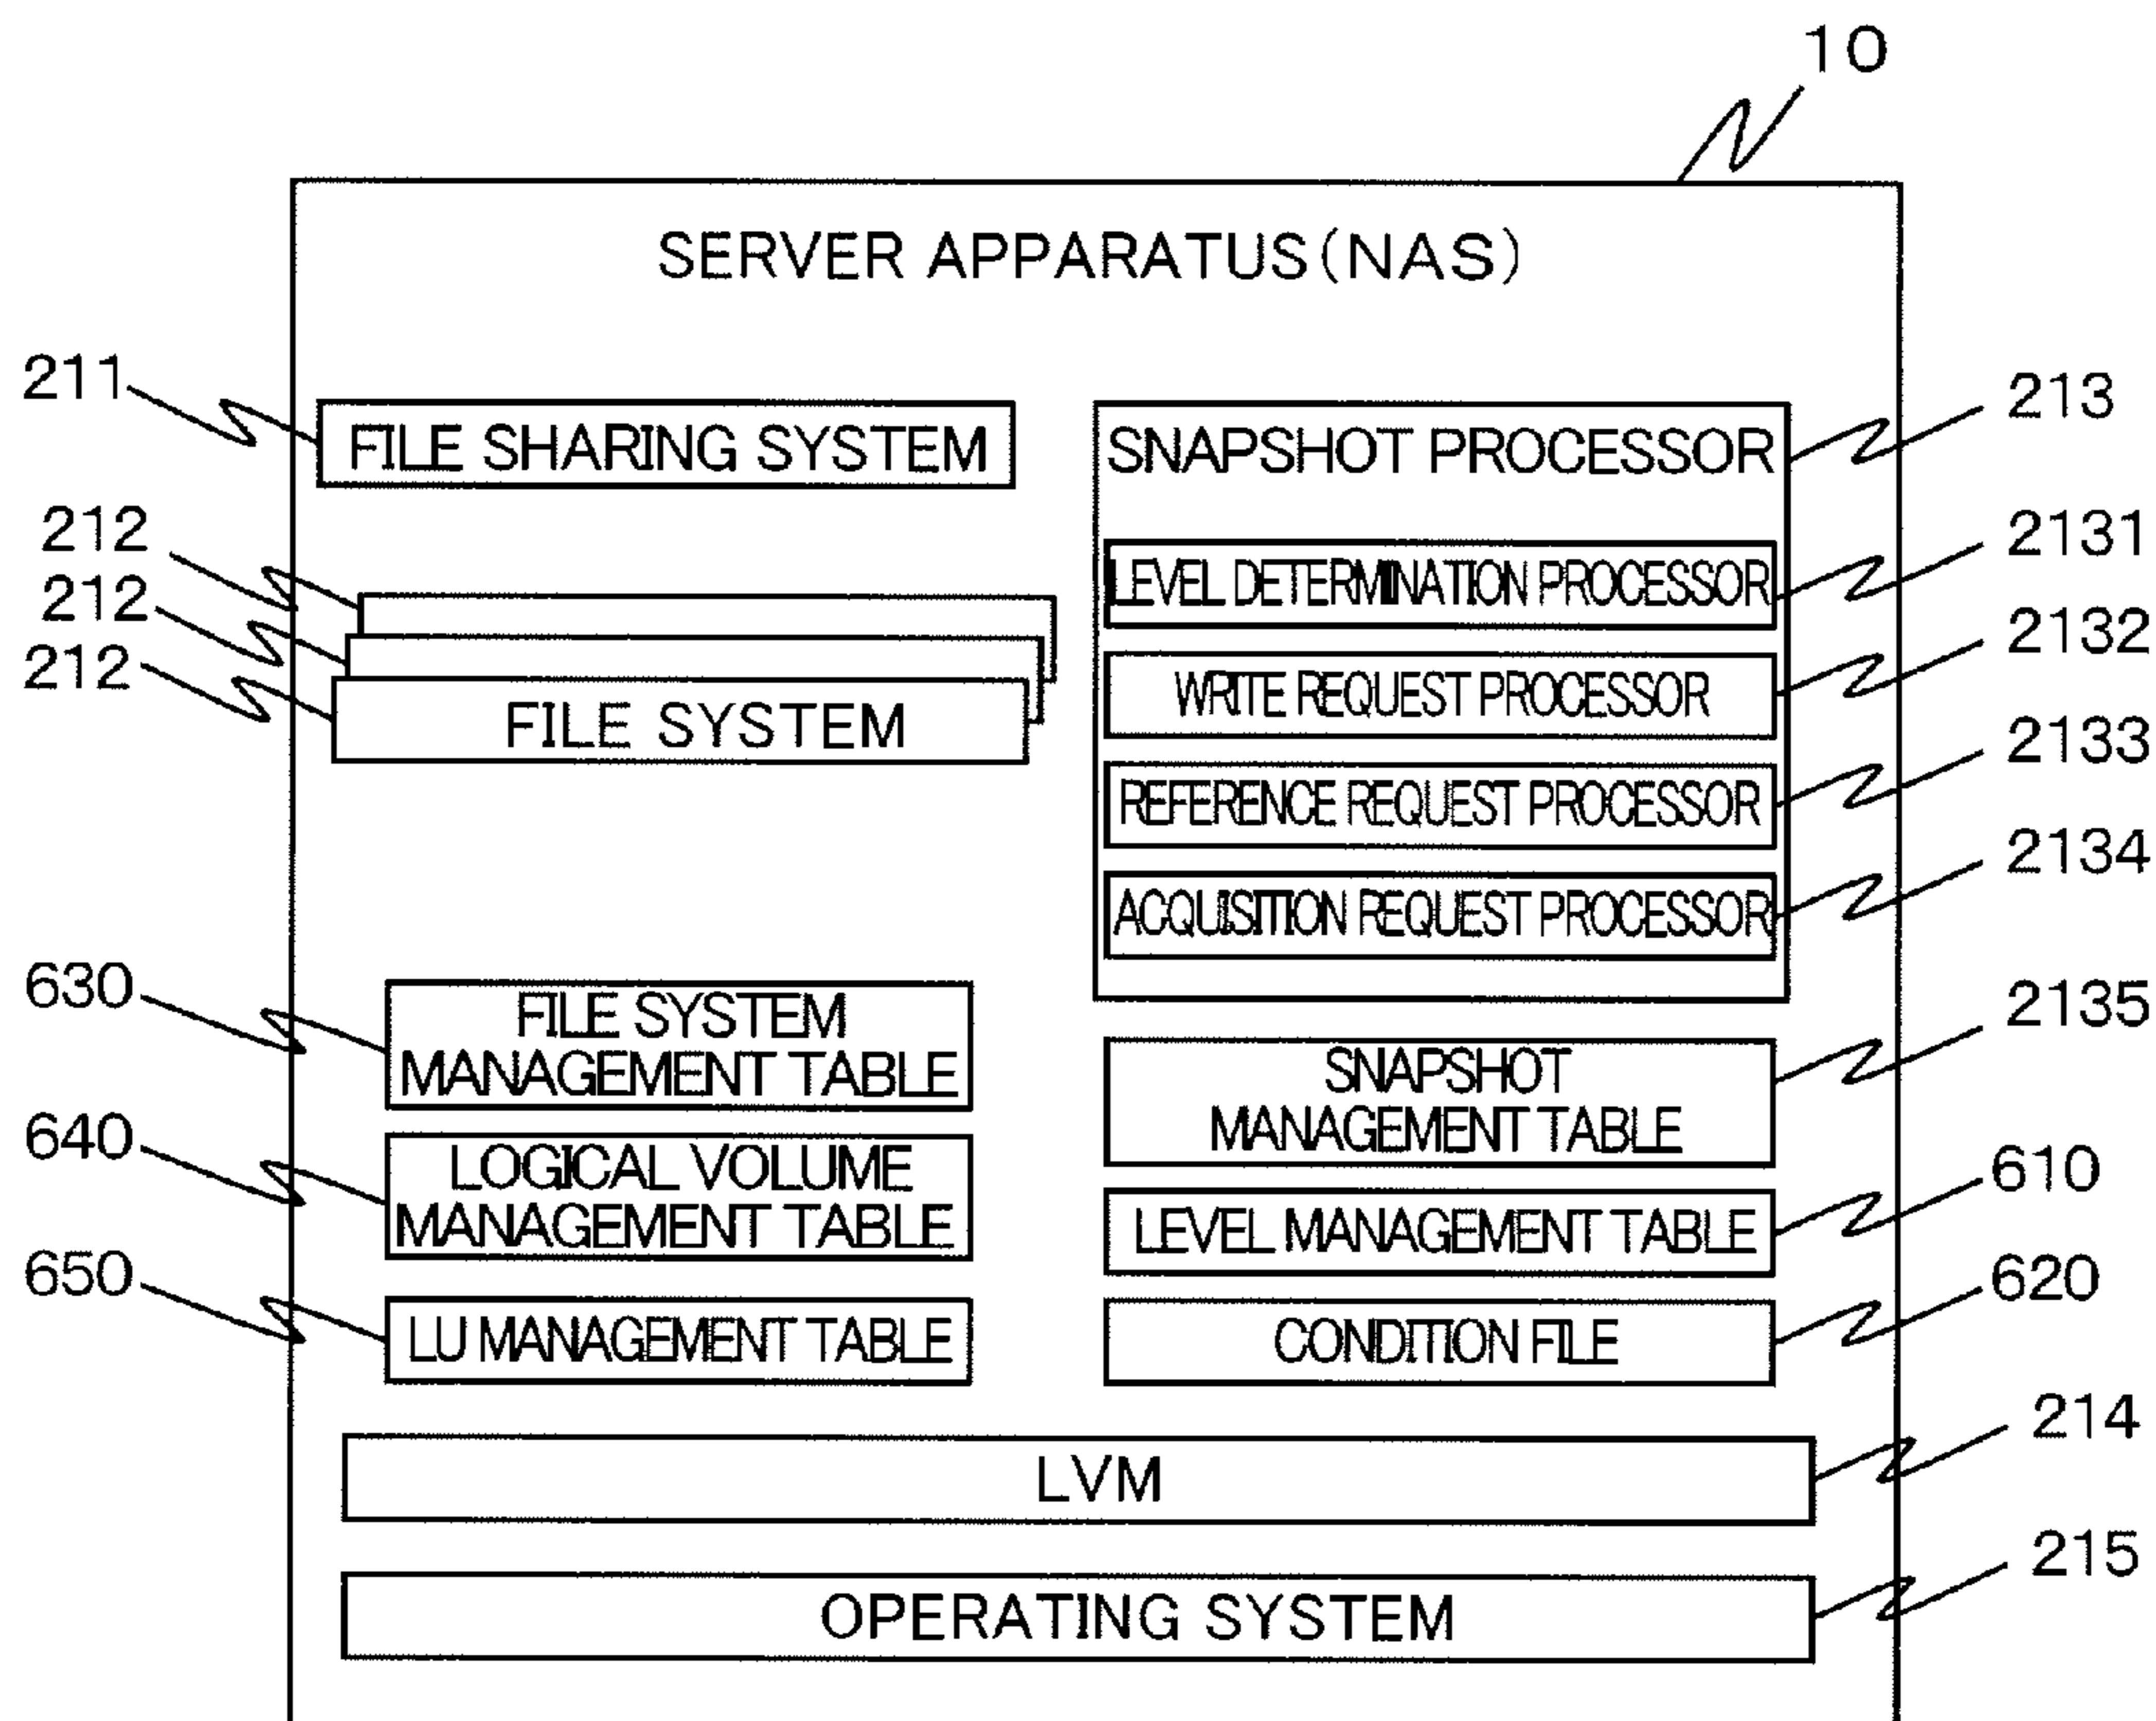 10
SERVER APPARATUS(NAS)
211
FILE SHARING SYSTEM
212
212
212
FILE SYSTEM
213
SNAPSHOT PROCESSOR
2131
LEVEL DETERMINATION PROCESSOR
2132
WRITE REQUEST PROCESSOR
2133
REFERENCE REQUEST PROCESSOR
2134
ACQUISITION REQUEST PROCESSOR
630
FILE SYSTEM
MANAGEMENT TABLE
640
LOGICAL VOLUME
MANAGEMENT TABLE
650
LU MANAGEMENT TABLE
2135
SNAPSHOT
MANAGEMENT TABLE
610
LEVEL MANAGEMENT TABLE
620
CONDITION FILE
214
LVM
215
OPERATING SYSTEM